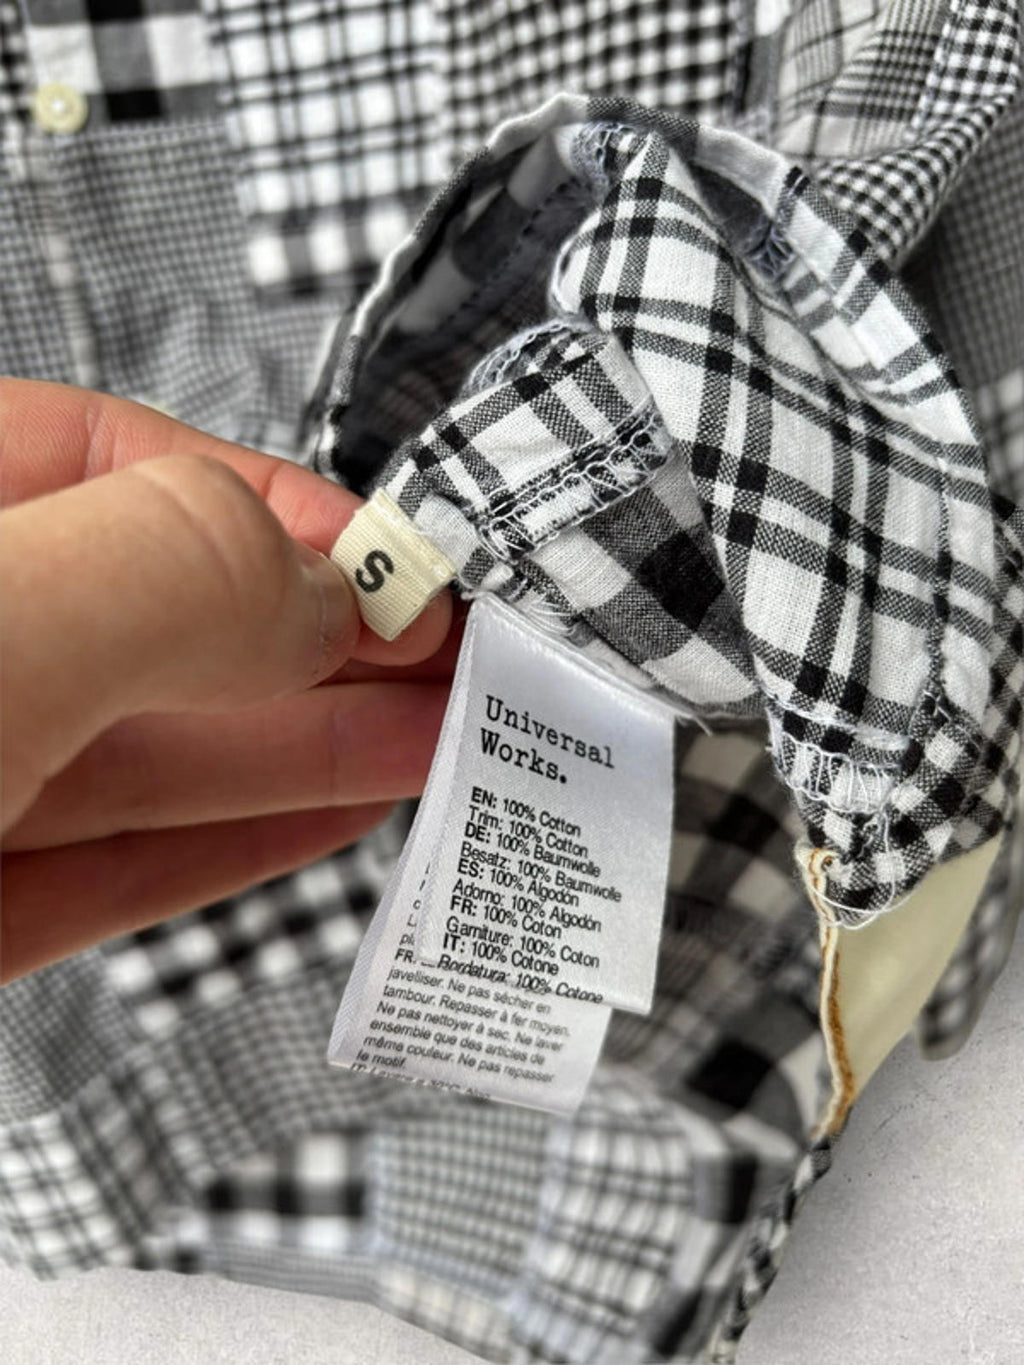 S
Universal
Works.
EN: 100% Cotton
Trim: 100% Cotton
DE: 100% Baumwolle
Besatz: 100% Baumwolle
ES: 100% Algodón
Adorno: 100% Algodón
FR: 100% Coton
Garniture: 100% Coton
IT: 100% Cotone
Bordatura: 100% Cotone
FR:
javelliser. Ne pas sècher en
tambour. Repasser à fer moyen.
Ne pas nettoyer à sec. Ne laver
ensemble que des articles de
même couleur. Ne pas repasser
le motif.